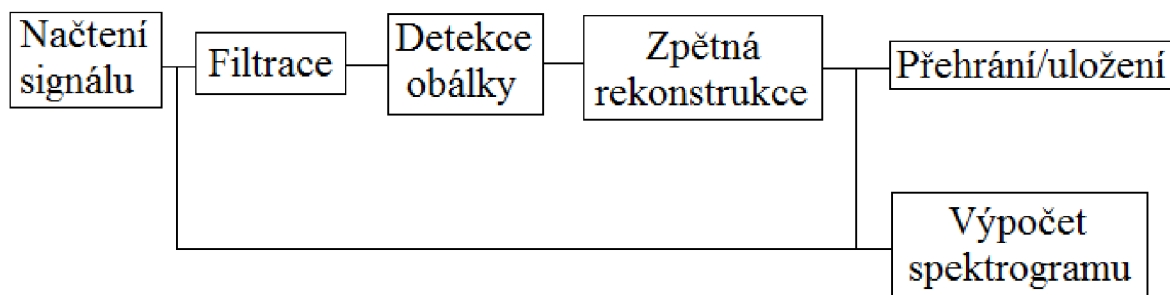 Načtení
signálu
Filtrace
Detekce
obálky
Zpětná
rekonstrukce
Přehrání/uložení
Výpočet
spektrogramu